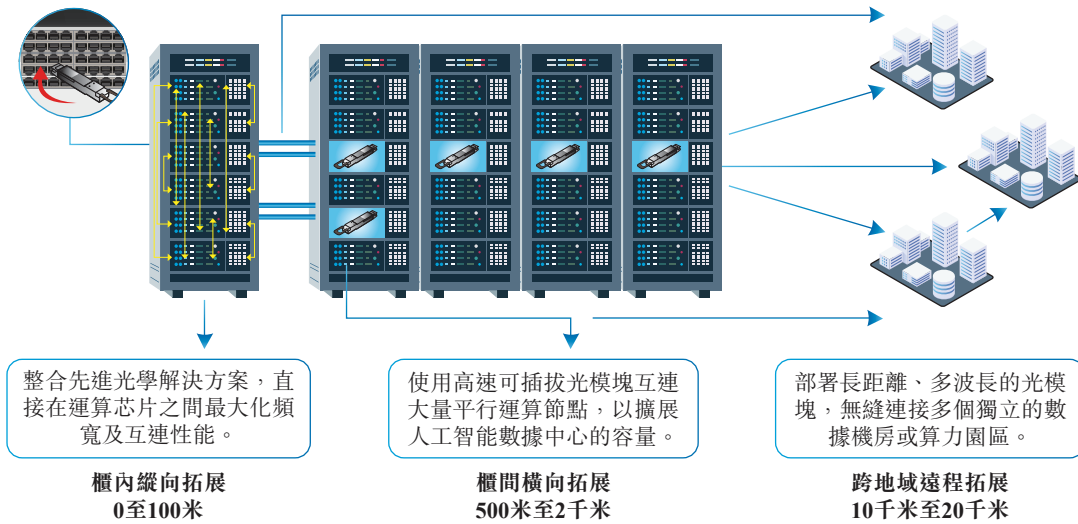 整合先進光學解決方案，直
接在運算芯片之間最大化頻
寬及互連性能。
櫃內縱向拓展
0至100米
使用高速可插拔光模塊互連
大量平行運算節點，以擴展
人工智能數據中心的容量。
櫃間橫向拓展
500米至2千米
部署長距離、多波長的光模
塊，無縫連接多個獨立的數
據機房或算力園區。
跨地域遠程拓展
10千米至20千米